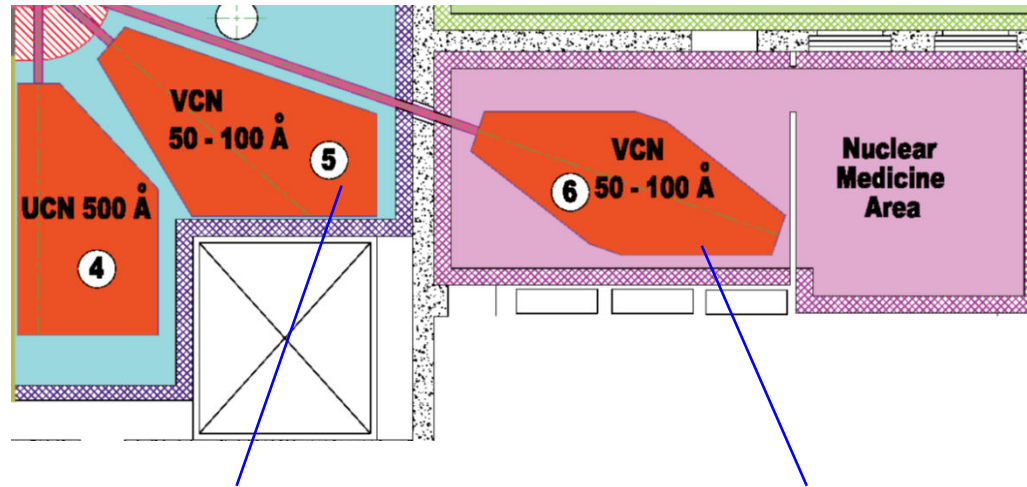 VCN
50 - 100 Å
5
UCN 500 Å
4
VCN
6
50 - 100 Å
Nuclear
Medicine
Area